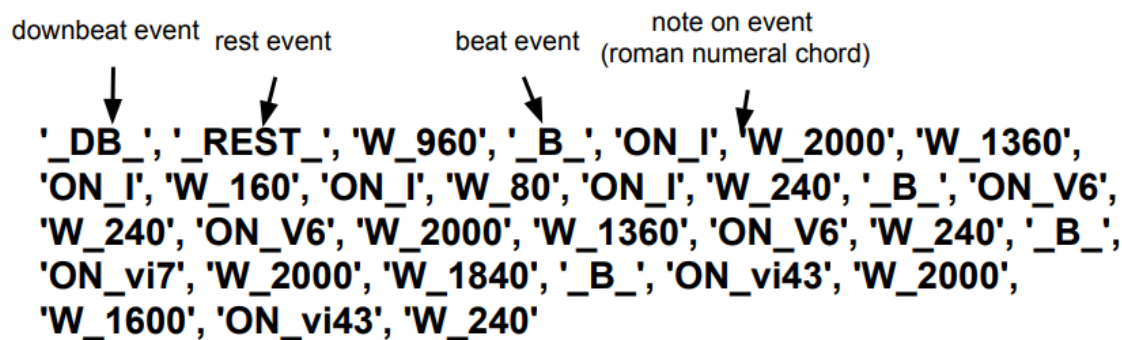 downbeat event rest event beat event note on event
(roman numeral chord)
'_DB_', '_REST_', 'W_960', '_B_', 'ON_I', 'W_2000', 'W_1360',
'ON_I', 'W_160', 'ON_I', 'W_80', 'ON_I', 'W_240', '_B_', 'ON_V6',
'W_240', 'ON_V6', 'W_2000', 'W_1360', 'ON_V6', 'W_240', '_B_',
'ON_vi7', 'W_2000', 'W_1840', '_B_', 'ON_vi43', 'W_2000',
'W_1600', 'ON_vi43', 'W_240'